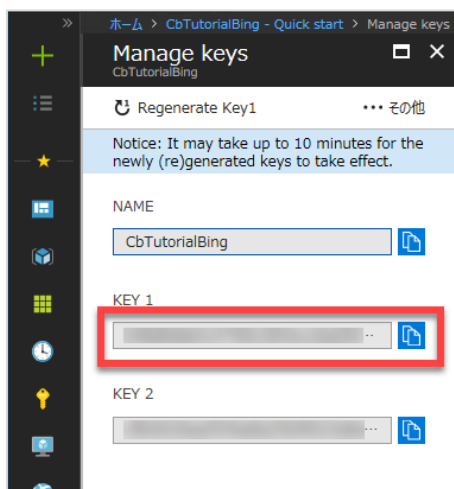 » ホーム > CbTutorialBing - Quick start > Manage keys
Manage keys
CbTutorialBing
Regenerate Key1 ••• その他
Notice: It may take up to 10 minutes for the
newly (re)generated keys to take effect.
NAME
CbTutorialBing
KEY 1
KEY 2